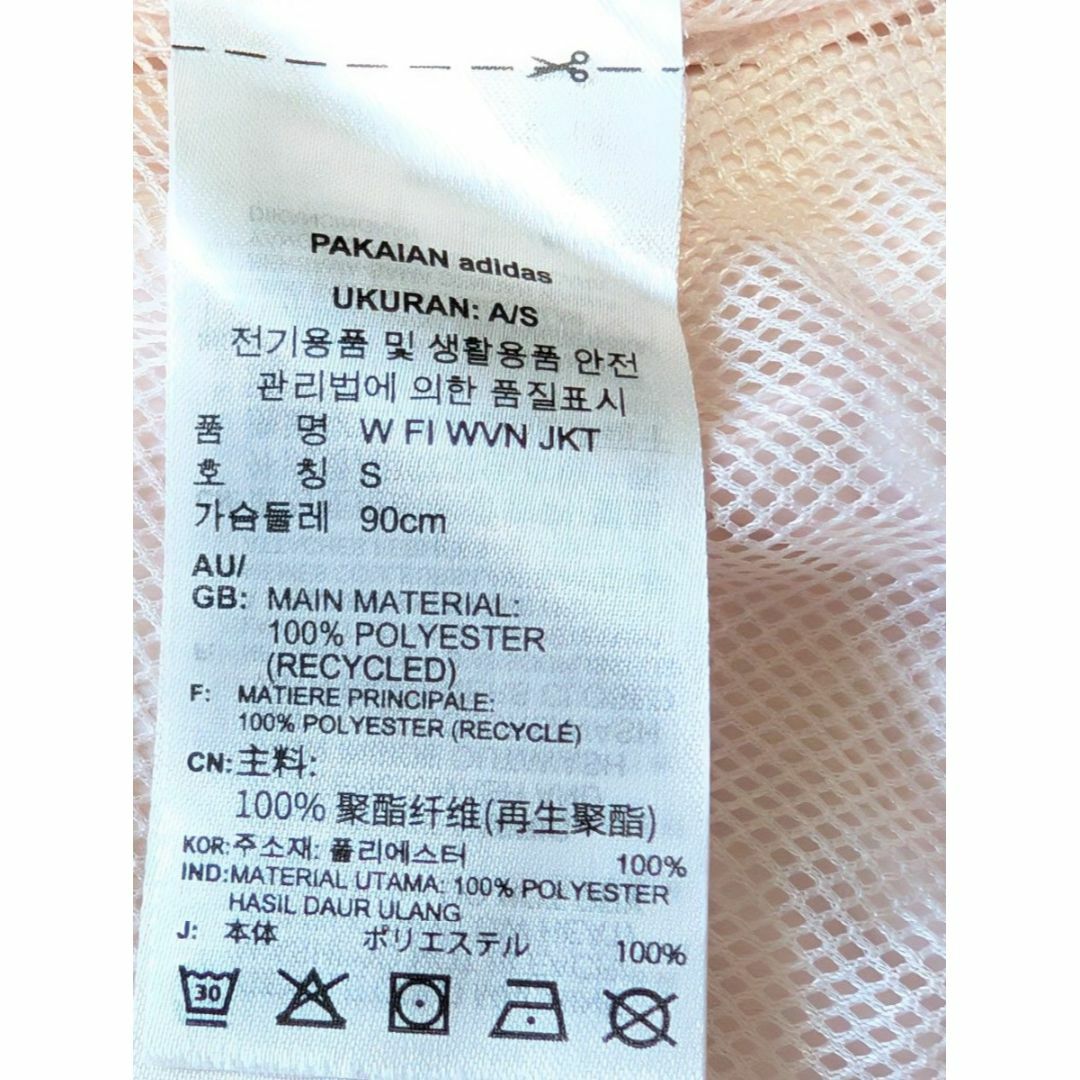 PAKAIAN adidas
UKURAN: A/S
전기용품 및 생활용품 안전
관리법에 의한 품질표시
품 명 W FI WVN JKT
호 칭 S
가슴둘레 90cm
AU/
GB: MAIN MATERIAL:
100% POLYESTER
(RECYCLED)
F: MATIERE PRINCIPALE:
100% POLYESTER (RECYCLÉ)
CN:主料:
100% 聚酯纤维(再生聚酯)
KOR:주소재: 폴리에스터 100%
IND:MATERIAL UTAMA: 100% POLYESTER
HASIL DAUR ULANG
J: 本体 ポリエステル 100%
30